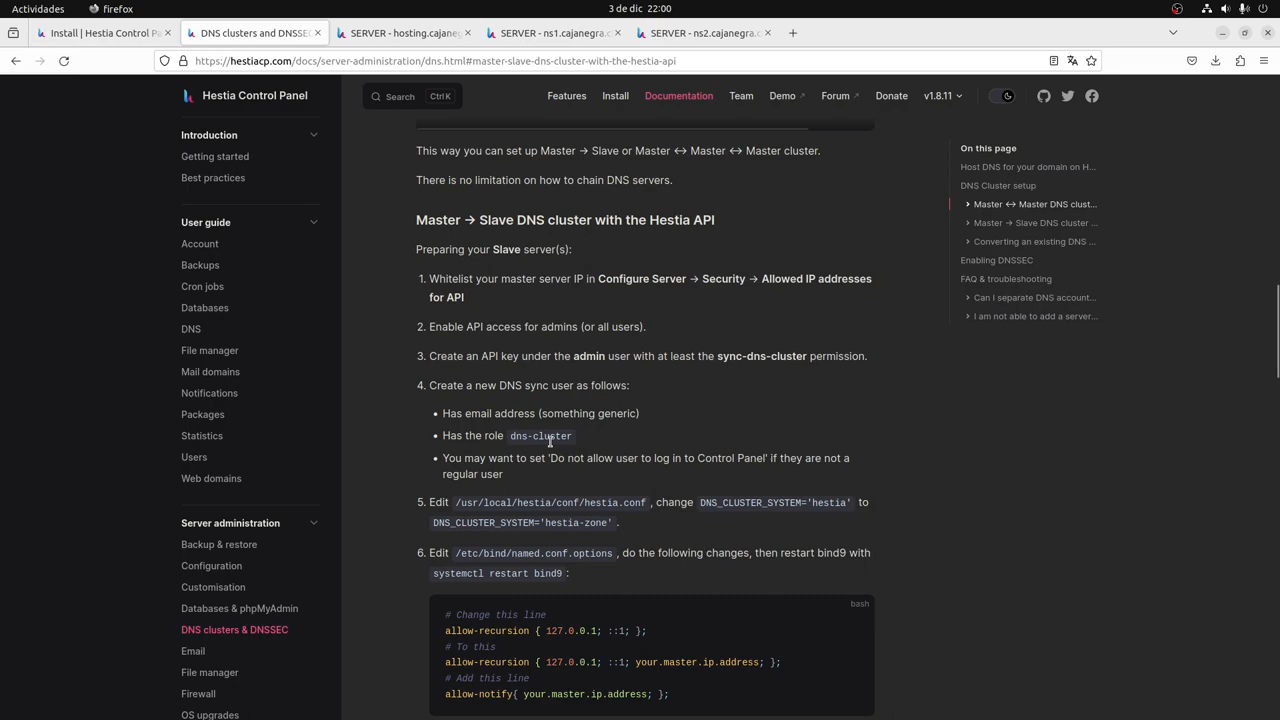 Actividades
firefox
3 de dic 22:00
Install | Hestia Control P
DNS clusters and DNSSEC
SERVER - hosting.cajaneg
SERVER - ns1.cajanegra.c
SERVER - ns2.cajanegra.c
https://hestiacp.com/docs/server-administration/dns.html#master-slave-dns-cluster-with-the-hestia-api
Hestia Control Panel
Search Ctrl K
Features
Install
Documentation
Team
Demo
Forum
Donate
v1.8.11
Introduction
Getting started
Best practices
User guide
Account
Backups
Cron jobs
Databases
DNS
File manager
Mail domains
Notifications
Packages
Statistics
Users
Web domains
Server administration
Backup & restore
Configuration
Customisation
Databases & phpMyAdmin
DNS clusters & DNSSEC
Email
File manager
Firewall
OS upgrades
This way you can set up Master → Slave or Master ↔ Master ↔ Master cluster.
There is no limitation on how to chain DNS servers.
Master → Slave DNS cluster with the Hestia API
Preparing your Slave server(s):
1. Whitelist your master server IP in Configure Server → Security → Allowed IP addresses
for API
2. Enable API access for admins (or all users).
3. Create an API key under the admin user with at least the sync-dns-cluster permission.
4. Create a new DNS sync user as follows:
• Has email address (something generic)
• Has the role dns-cluster
• You may want to set 'Do not allow user to log in to Control Panel' if they are not a
regular user
5. Edit /usr/local/hestia/conf/hestia.conf, change DNS_CLUSTER_SYSTEM='hestia' to
DNS_CLUSTER_SYSTEM='hestia-zone'.
6. Edit /etc/bind/named.conf.options, do the following changes, then restart bind9 with
systemctl restart bind9:
bash
# Change this line
allow-recursion { 127.0.0.1; ::1; };
# To this
allow-recursion { 127.0.0.1; ::1; your.master.ip.address; };
# Add this line
allow-notify{ your.master.ip.address; };
On this page
Host DNS for your domain on H...
DNS Cluster setup
Master ↔ Master DNS clust...
Master → Slave DNS cluster ...
Converting an existing DNS ...
Enabling DNSSEC
FAQ & troubleshooting
Can I separate DNS account...
I am not able to add a server...